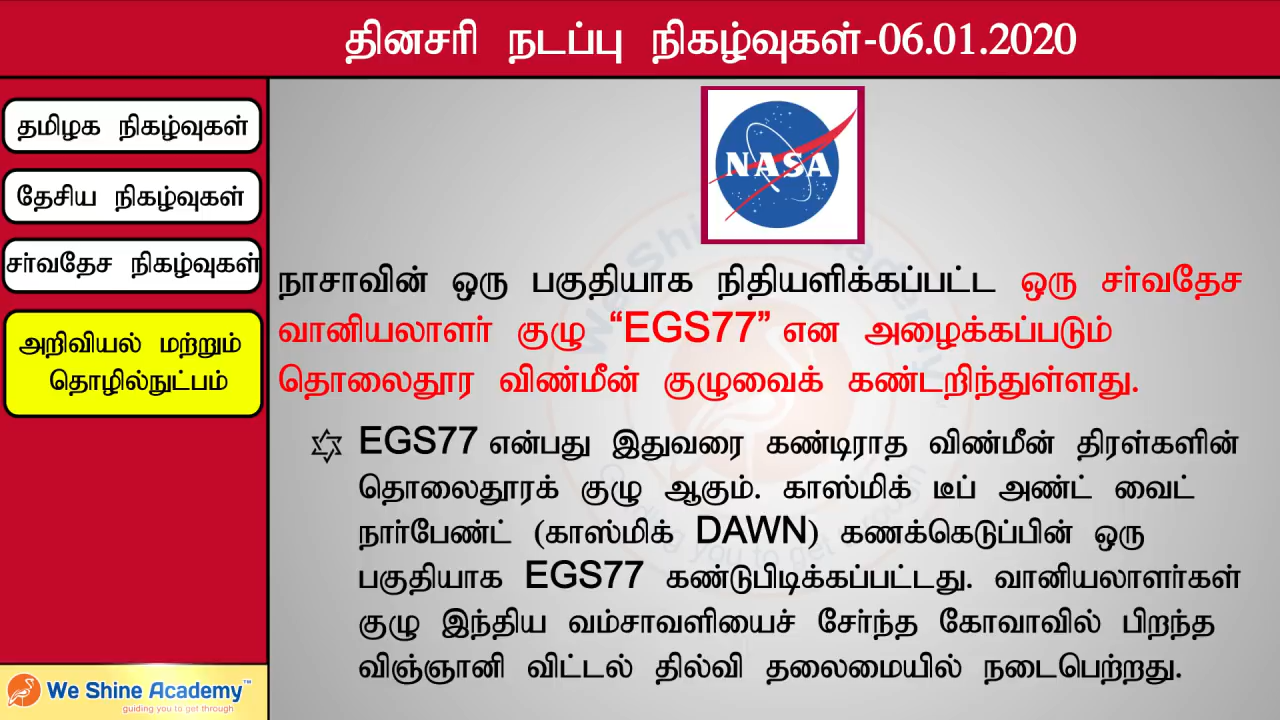 தினசரி நடப்பு நிகழ்வுகள்-06.01.2020
தமிழக நிகழ்வுகள்
தேசிய நிகழ்வுகள்
சர்வதேச நிகழ்வுகள்
அறிவியல் மற்றும்
தொழில்நுட்பம்
NASA
நாசாவின் ஒரு பகுதியாக நிதியளிக்கப்பட்ட ஒரு சர்வதேச
வானியலாளர் குழு “EGS77” என அழைக்கப்படும்
தொலைதூர விண்மீன் குழுவைக் கண்டறிந்துள்ளது.
EGS77 என்பது இதுவரை கண்டிராத விண்மீன் திரள்களின்
தொலைதூரக் குழு ஆகும். காஸ்மிக் டீப் அண்ட் வைட்
நார்பேண்ட் (காஸ்மிக் DAWN) கணக்கெடுப்பின் ஒரு
பகுதியாக EGS77 கண்டுபிடிக்கப்பட்டது. வானியலாளர்கள்
குழு இந்திய வம்சாவளியைச் சேர்ந்த கோவாவில் பிறந்த
விஞ்ஞானி விட்டல் தில்வி தலைமையில் நடைபெற்றது.
We Shine Academy™
guiding you to get through